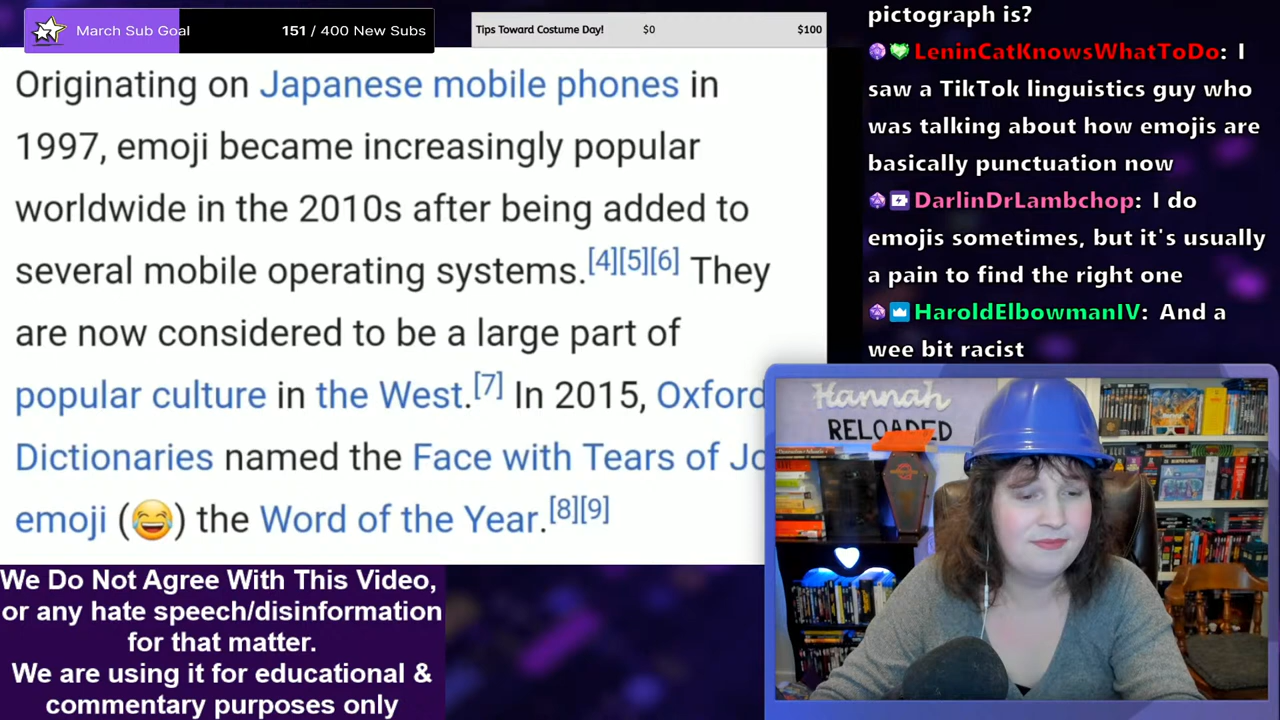 March Sub Goal
151 / 400 New Subs
Tips Toward Costume Day!
$0
$100
Originating on Japanese mobile phones in
1997, emoji became increasingly popular
worldwide in the 2010s after being added to
several mobile operating systems.[4][5][6] They
are now considered to be a large part of
popular culture in the West.[7] In 2015, Oxford
Dictionaries named the Face with Tears of Jo
emoji (😂) the Word of the Year.[8][9]
We Do Not Agree With This Video,
or any hate speech/disinformation
for that matter.
We are using it for educational &
commentary purposes only
pictograph is?
LeninCatKnowsWhatToDo: I
saw a TikTok linguistics guy who
was talking about how emojis are
basically punctuation now
DarlinDrLambchop: I do
emojis sometimes, but it's usually
a pain to find the right one
HaroldElbowmanIV: And a
wee bit racist
Hannah
RELOADED